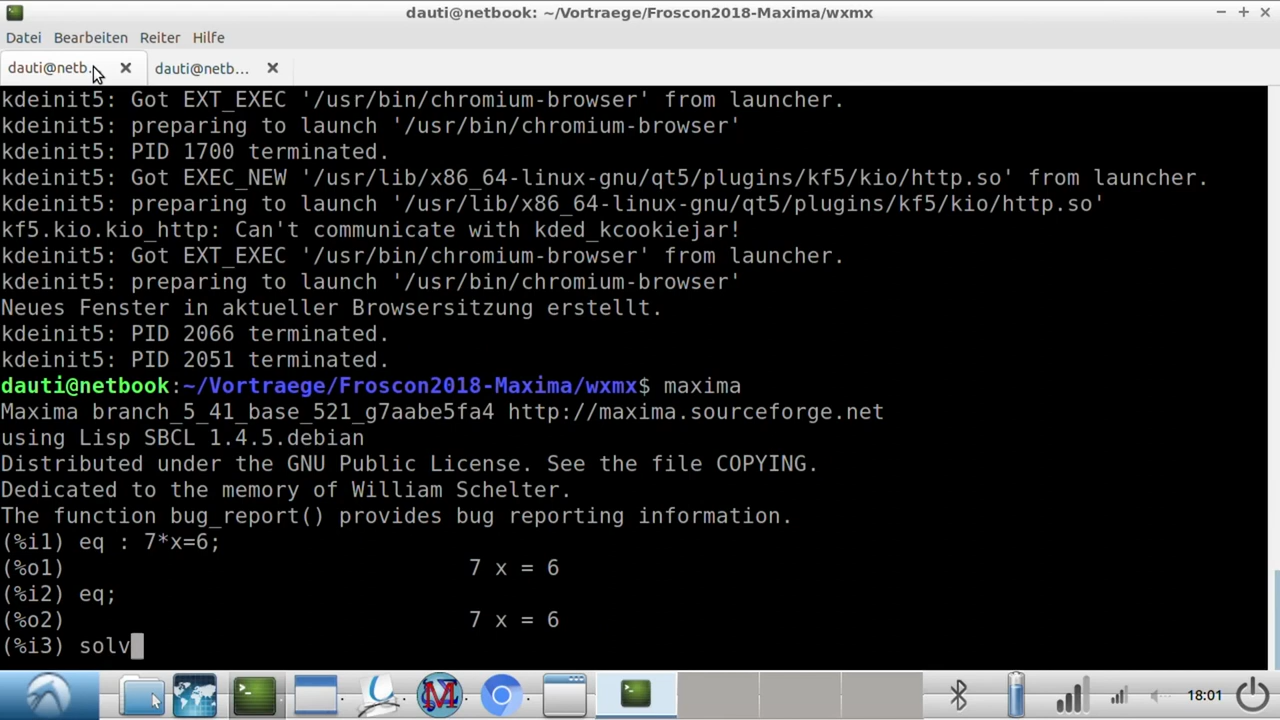 dauti@netbook: ~/Vortraege/Froscon2018-Maxima/wxmx
Datei Bearbeiten Reiter Hilfe
dauti@netb... dauti@netb...
kdeinit5: Got EXT_EXEC '/usr/bin/chromium-browser' from launcher.
kdeinit5: preparing to launch '/usr/bin/chromium-browser'
kdeinit5: PID 1700 terminated.
kdeinit5: Got EXEC_NEW '/usr/lib/x86_64-linux-gnu/qt5/plugins/kf5/kio/http.so' from launcher.
kdeinit5: preparing to launch '/usr/lib/x86_64-linux-gnu/qt5/plugins/kf5/kio/http.so'
kf5.kio.kio_http: Can't communicate with kded_kcookiejar!
kdeinit5: Got EXT_EXEC '/usr/bin/chromium-browser' from launcher.
kdeinit5: preparing to launch '/usr/bin/chromium-browser'
Neues Fenster in aktueller Browsersitzung erstellt.
kdeinit5: PID 2066 terminated.
kdeinit5: PID 2051 terminated.
dauti@netbook:~/Vortraege/Froscon2018-Maxima/wxmx$ maxima
Maxima branch_5_41_base_521_g7aabe5fa4 http://maxima.sourceforge.net
using Lisp SBCL 1.4.5.debian
Distributed under the GNU Public License. See the file COPYING.
Dedicated to the memory of William Schelter.
The function bug_report() provides bug reporting information.
(%i1) eq : 7*x=6;
(%o1) 7 x = 6
(%i2) eq;
(%o2) 7 x = 6
(%i3) solv
18:01